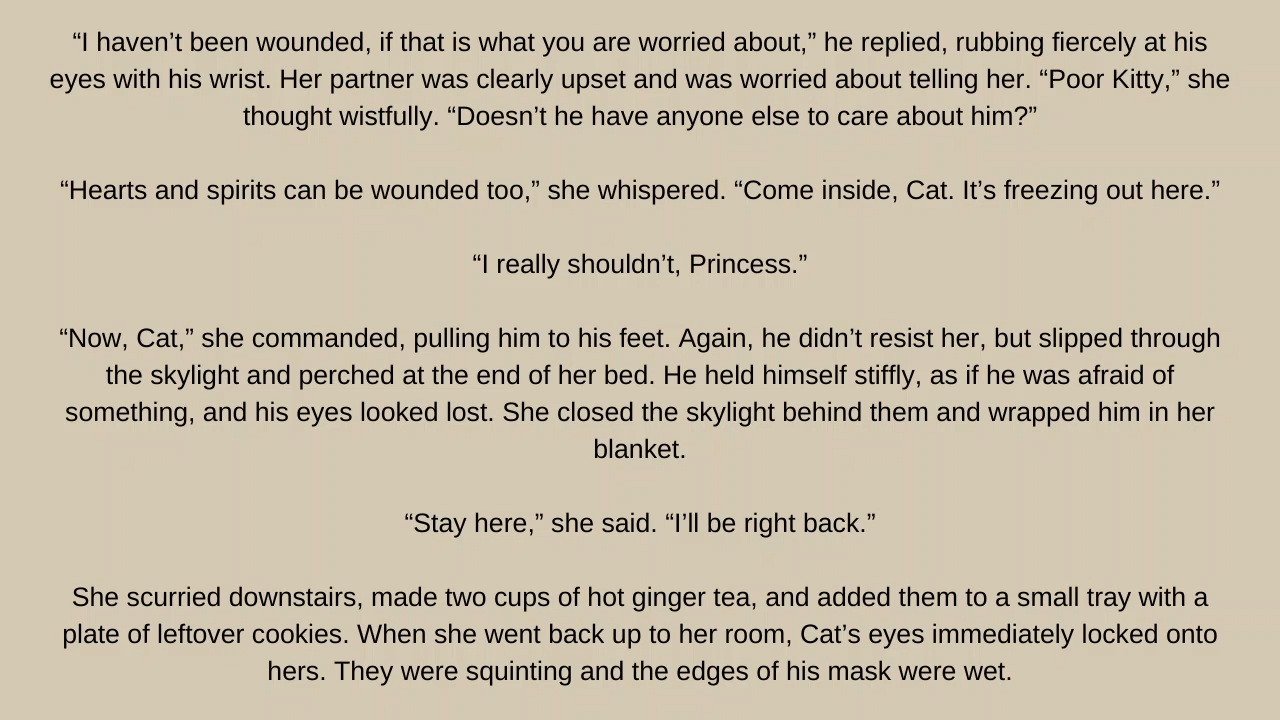 “I haven’t been wounded, if that is what you are worried about,” he replied, rubbing fiercely at his
eyes with his wrist. Her partner was clearly upset and was worried about telling her. “Poor Kitty,” she
thought wistfully. “Doesn’t he have anyone else to care about him?”
“Hearts and spirits can be wounded too,” she whispered. “Come inside, Cat. It’s freezing out here.”
“I really shouldn’t, Princess.”
“Now, Cat,” she commanded, pulling him to his feet. Again, he didn’t resist her, but slipped through
the skylight and perched at the end of her bed. He held himself stiffly, as if he was afraid of
something, and his eyes looked lost. She closed the skylight behind them and wrapped him in her
blanket.
“Stay here,” she said. “I’ll be right back.”
She scurried downstairs, made two cups of hot ginger tea, and added them to a small tray with a
plate of leftover cookies. When she went back up to her room, Cat’s eyes immediately locked onto
hers. They were squinting and the edges of his mask were wet.